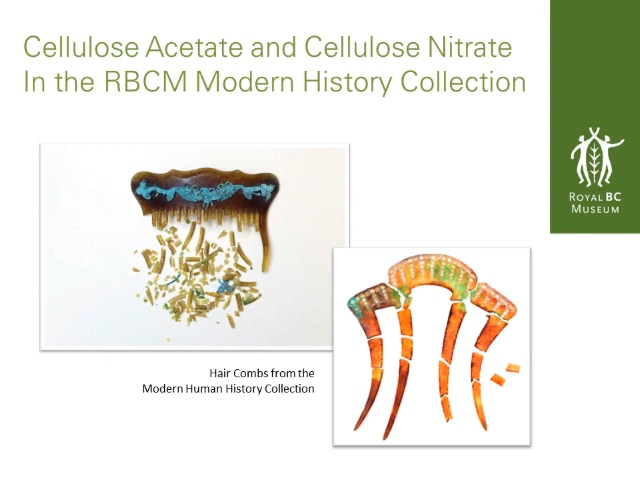 Cellulose Acetate and Cellulose Nitrate
In the RBCM Modern History Collection
ROYAL BC
MUSEUM
Hair Combs from the
Modern Human History Collection